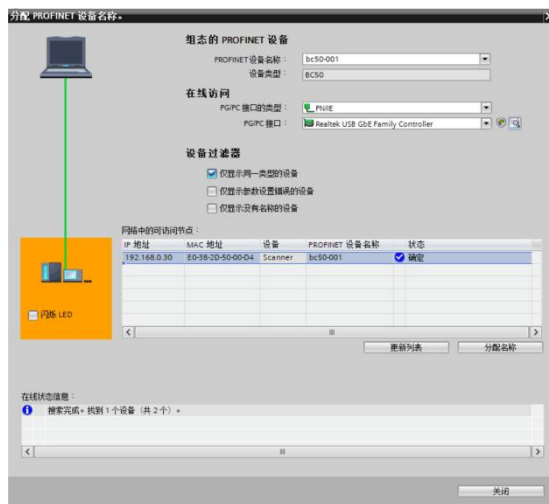 分配 PROFINET 设备名称。
组态的 PROFINET 设备
PROFINET设备名称： bc50-001
设备类型： BC50
在线访问
PG/PC 接口的类型： PN/IE
PG/PC 接口： Realtek USB GbE Family Controller
设备过滤器
仅显示同一类型的设备
仅显示参数设置错误的设备
仅显示没有名称的设备
网络中的可访问节点：
IP 地址 MAC 地址 设备 PROFINET 设备名称 状态
192.168.0.30 E0-38-2D-50-00-D4 Scanner bc50-001 确定
闪烁 LED
更新列表 分配名称
在线状态信息：
搜索完成。找到 1 个设备（共 2 个）。
关闭